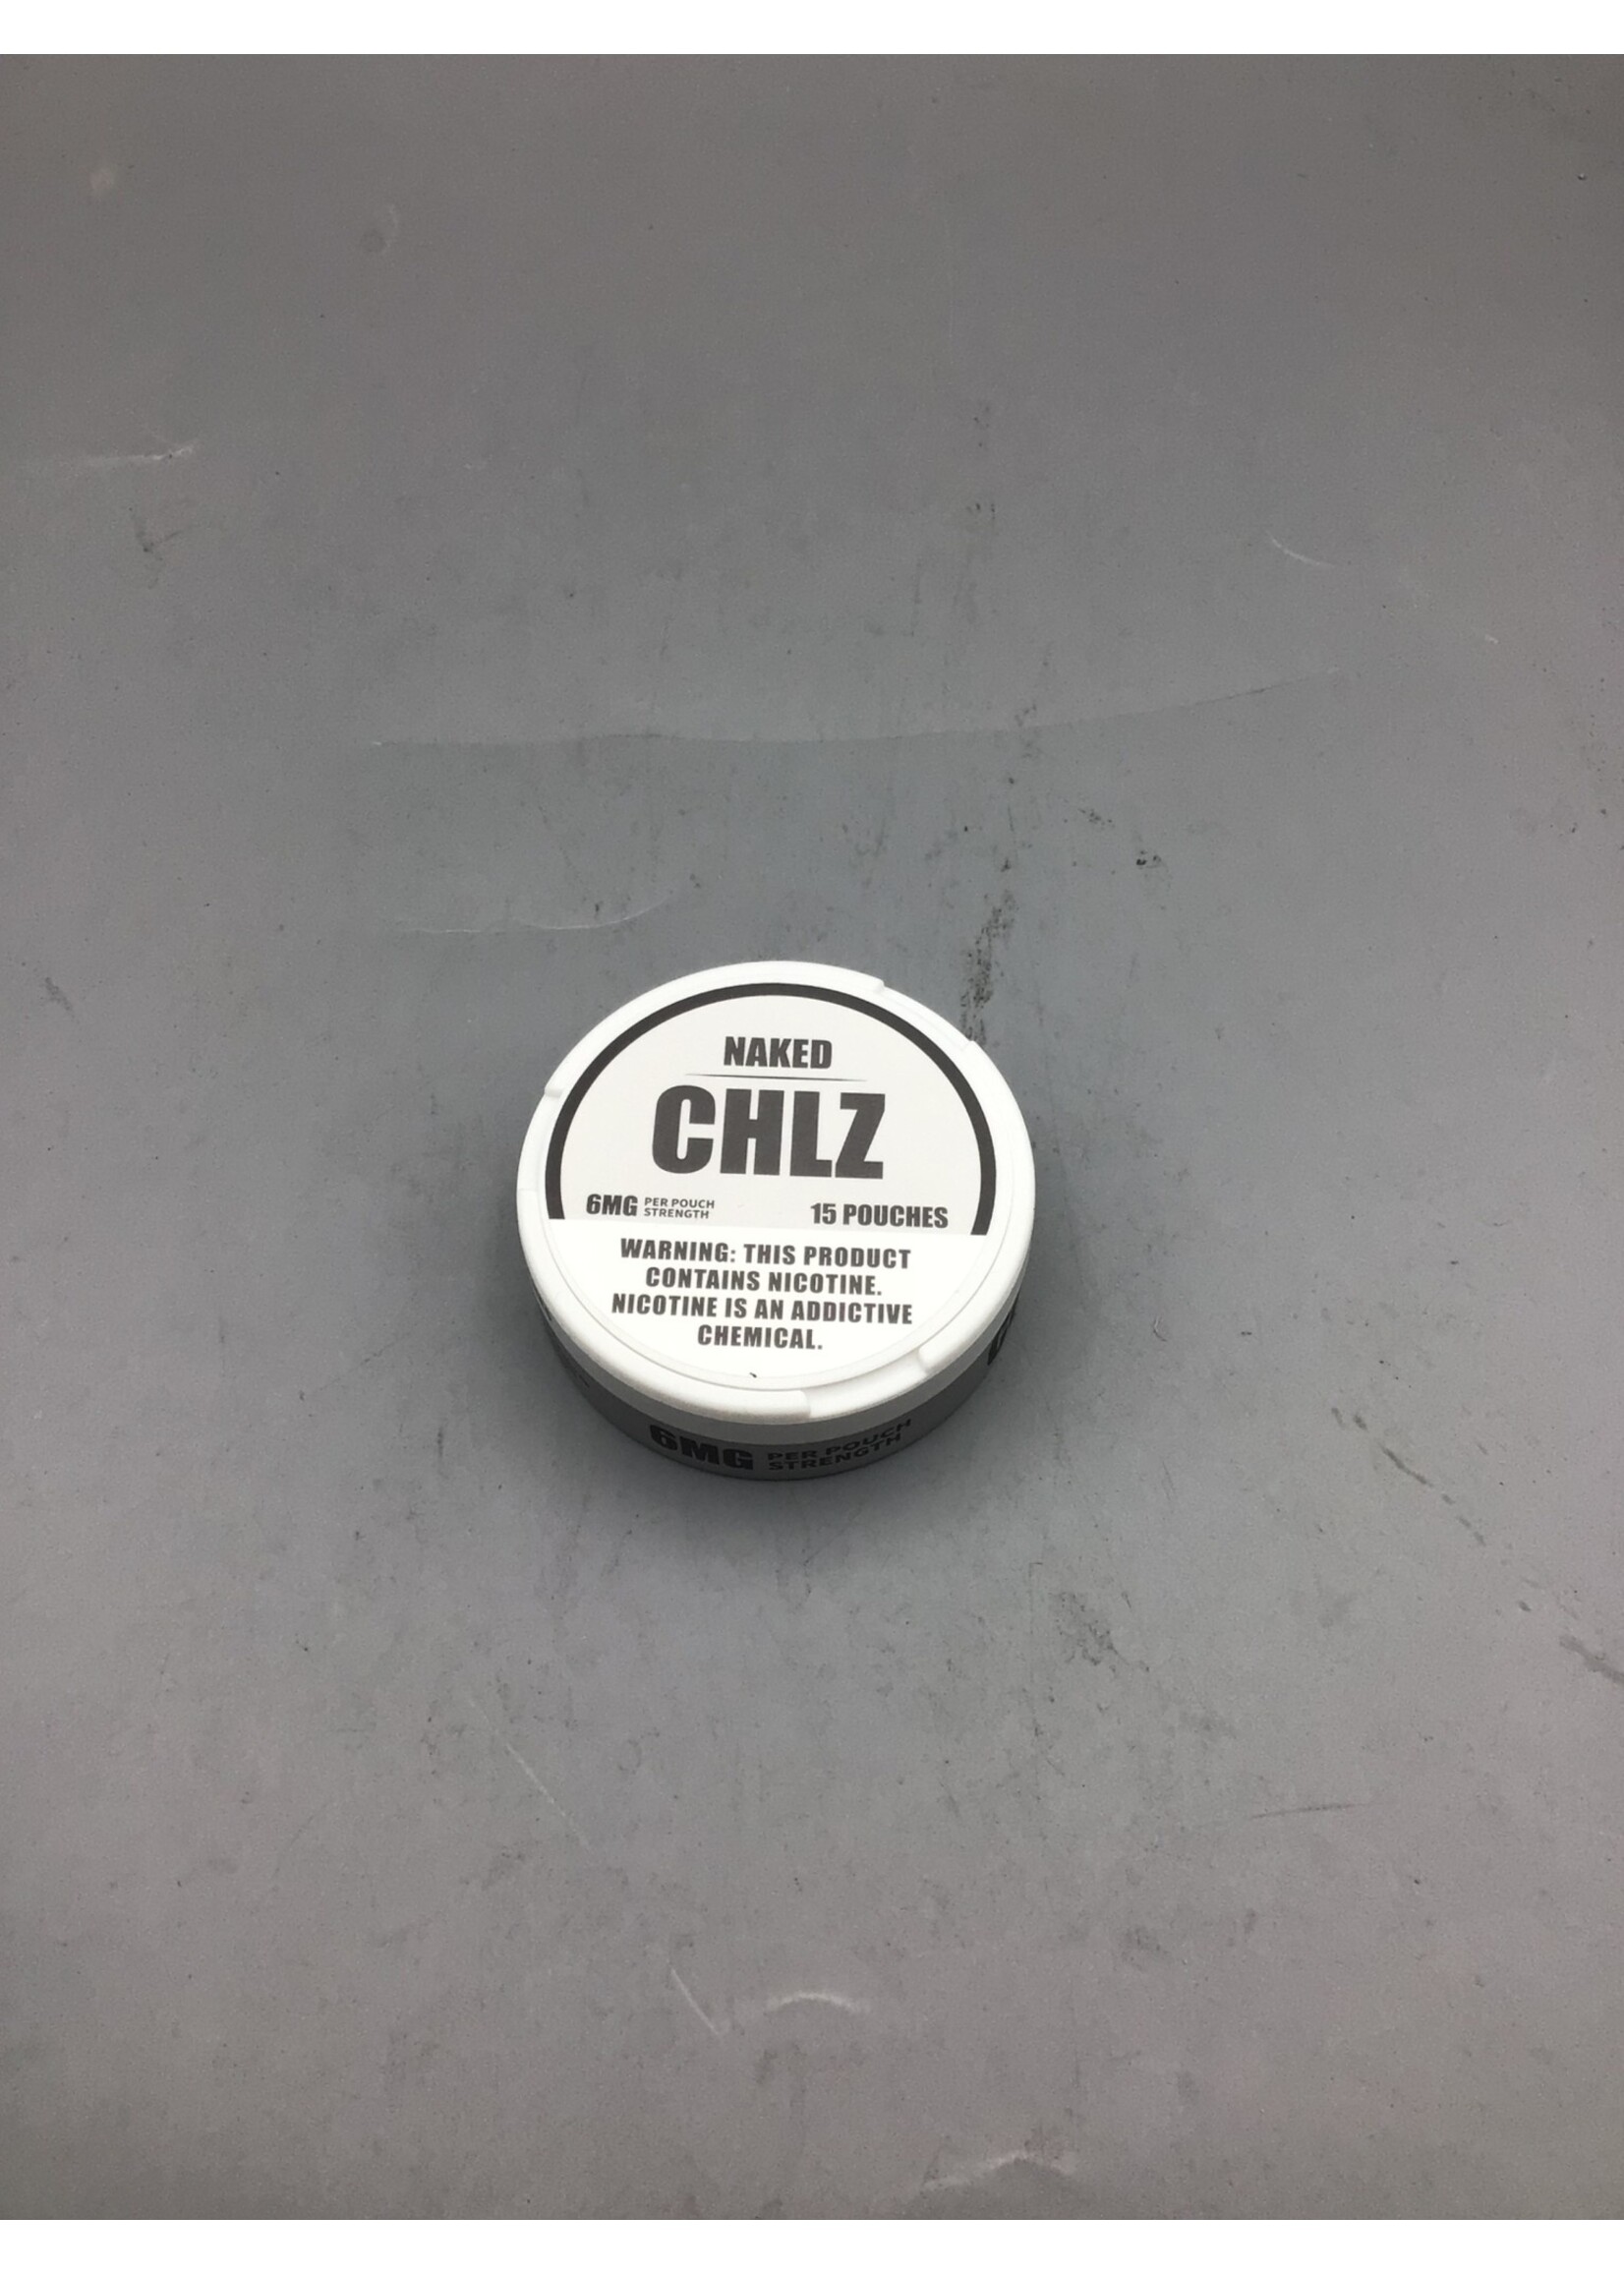 NAKED
CHLZ
6MG PER POUCH STRENGTH
15 POUCHES
WARNING: THIS PRODUCT
CONTAINS NICOTINE.
NICOTINE IS AN ADDICTIVE
CHEMICAL.
6MG PER POUCH STRENGTH